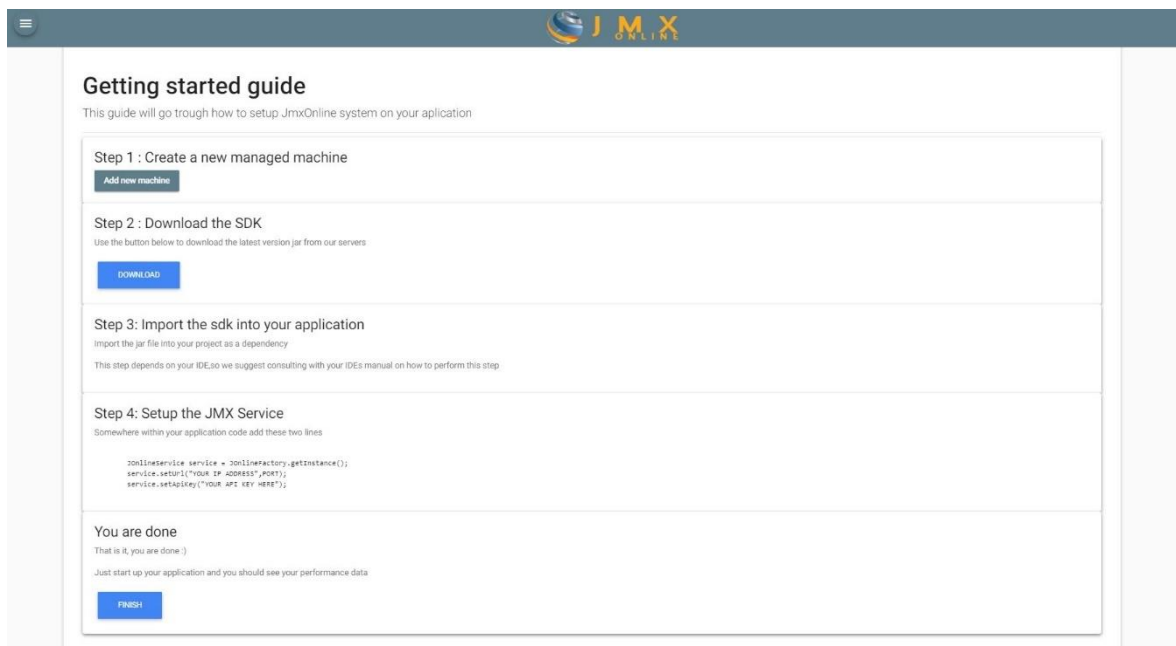 JMX
ONLINE
Getting started guide
This guide will go trough how to setup JmxOnline system on your aplication
Step 1 : Create a new managed machine
Add new machine
Step 2 : Download the SDK
Use the button below to download the latest version jar from our servers
DOWNLOAD
Step 3: Import the sdk into your application
Import the jar file into your project as a dependency
This step depends on your IDE,so we suggest consulting with your IDEs manual on how to perform this step
Step 4: Setup the JMX Service
Somewhere within your application code add these two lines
JOnlineService service = JOnlineFactory.getInstance();
service.setUrl("YOUR IP ADDRESS",PORT);
service.setApiKey("YOUR API KEY HERE");
You are done
That is it, you are done :)
Just start up your application and you should see your performance data
FINISH